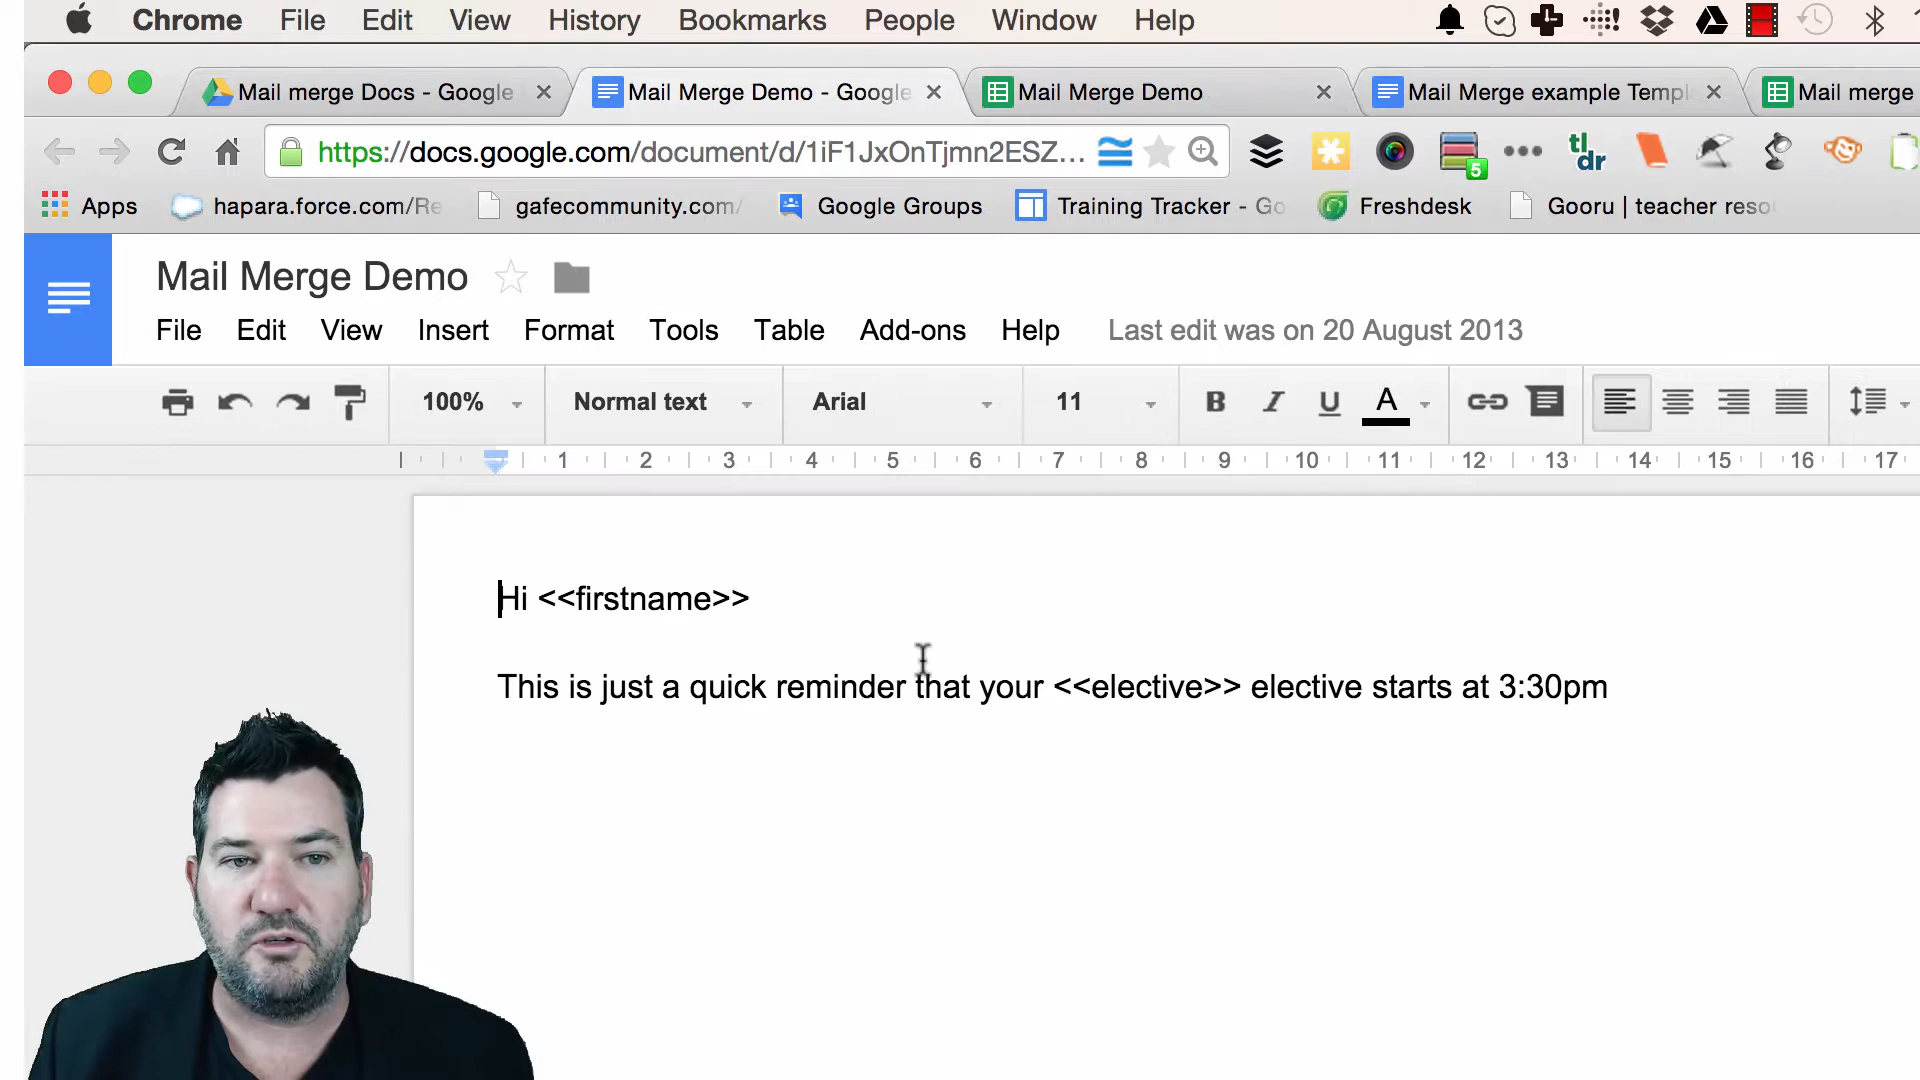 Chrome File Edit View History Bookmarks People Window Help
Mail merge Docs - Google
Mail Merge Demo - Google
Mail Merge Demo
Mail Merge example Templ
Mail merge
https://docs.google.com/document/d/1iF1JxOnTjmn2ESZ...
5
tl;dr
Apps
hapara.force.com/Re
gafecommunity.com/
Google Groups
Training Tracker - Go
Freshdesk
Gooru | teacher reso
Mail Merge Demo
File Edit View Insert Format Tools Table Add-ons Help Last edit was on 20 August 2013
100% Normal text Arial 11 B I U A
1 2 3 4 5 6 7 8 9 10 11 12 13 14 15 16 17
Hi <<firstname>>
This is just a quick reminder that your <<elective>> elective starts at 3:30pm